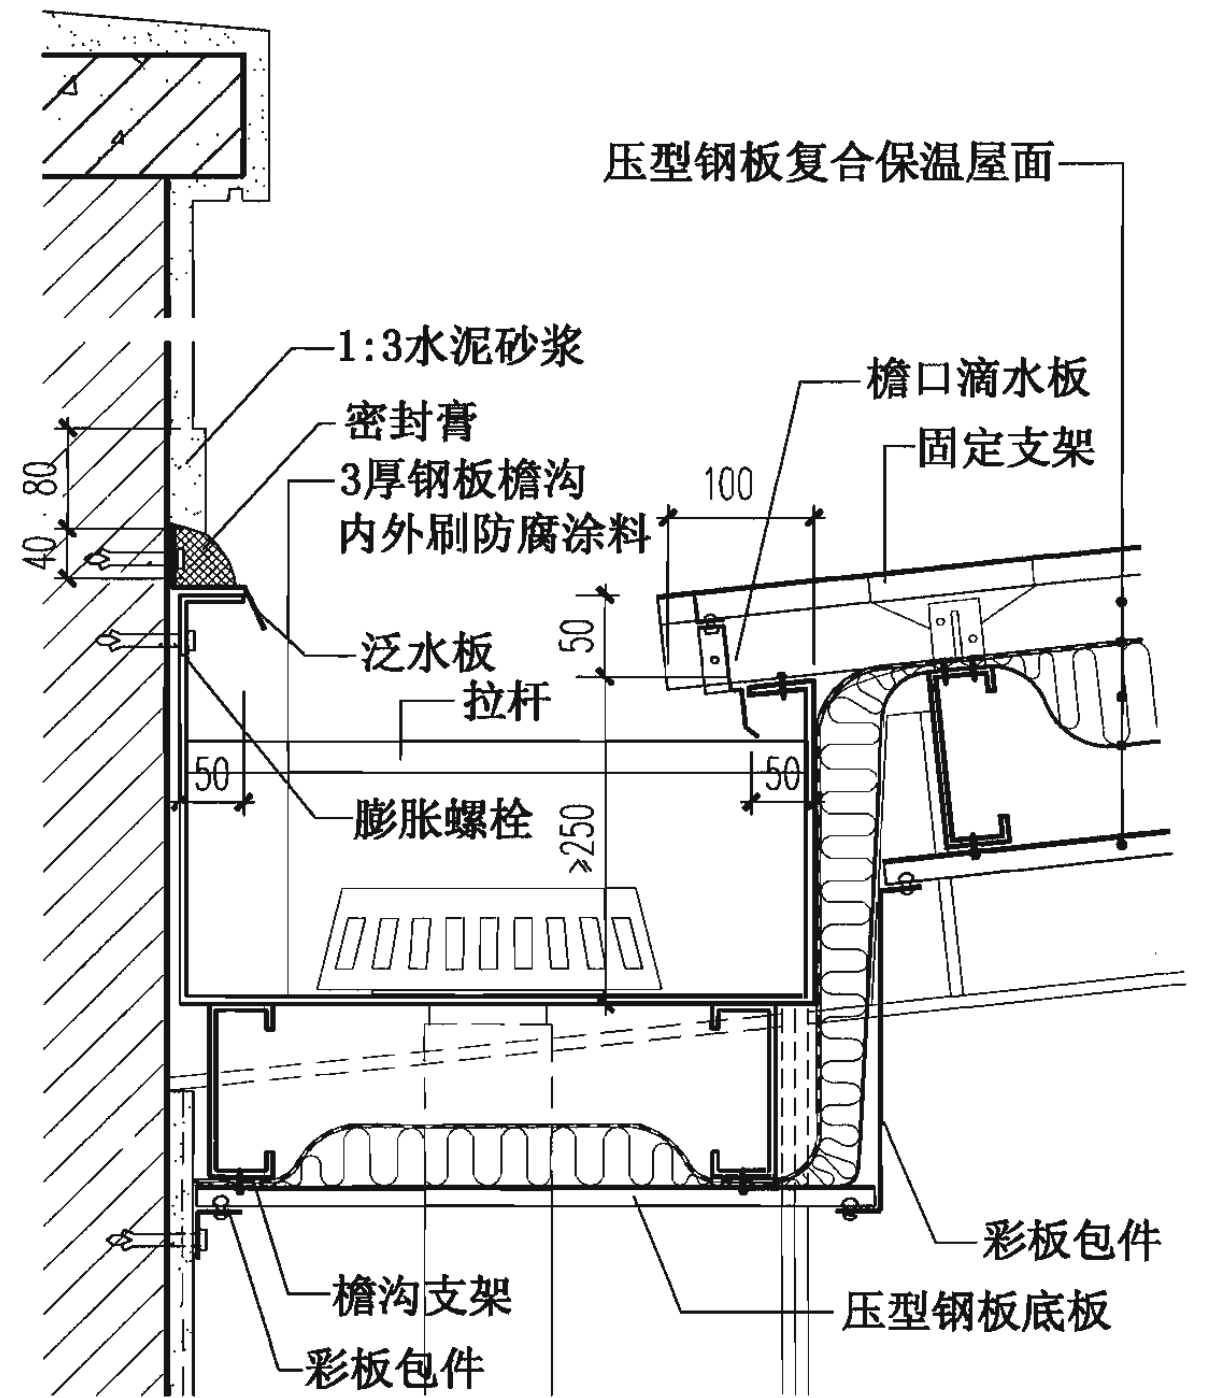 压型钢板复合保温屋面
1:3水泥砂浆
檐口滴水板
密封膏
固定支架
80
3厚钢板檐沟
100
内外刷防腐涂料
40
50
泛水板
拉杆
50
50
膨胀螺栓
≥250
彩板包件
檐沟支架
压型钢板底板
彩板包件